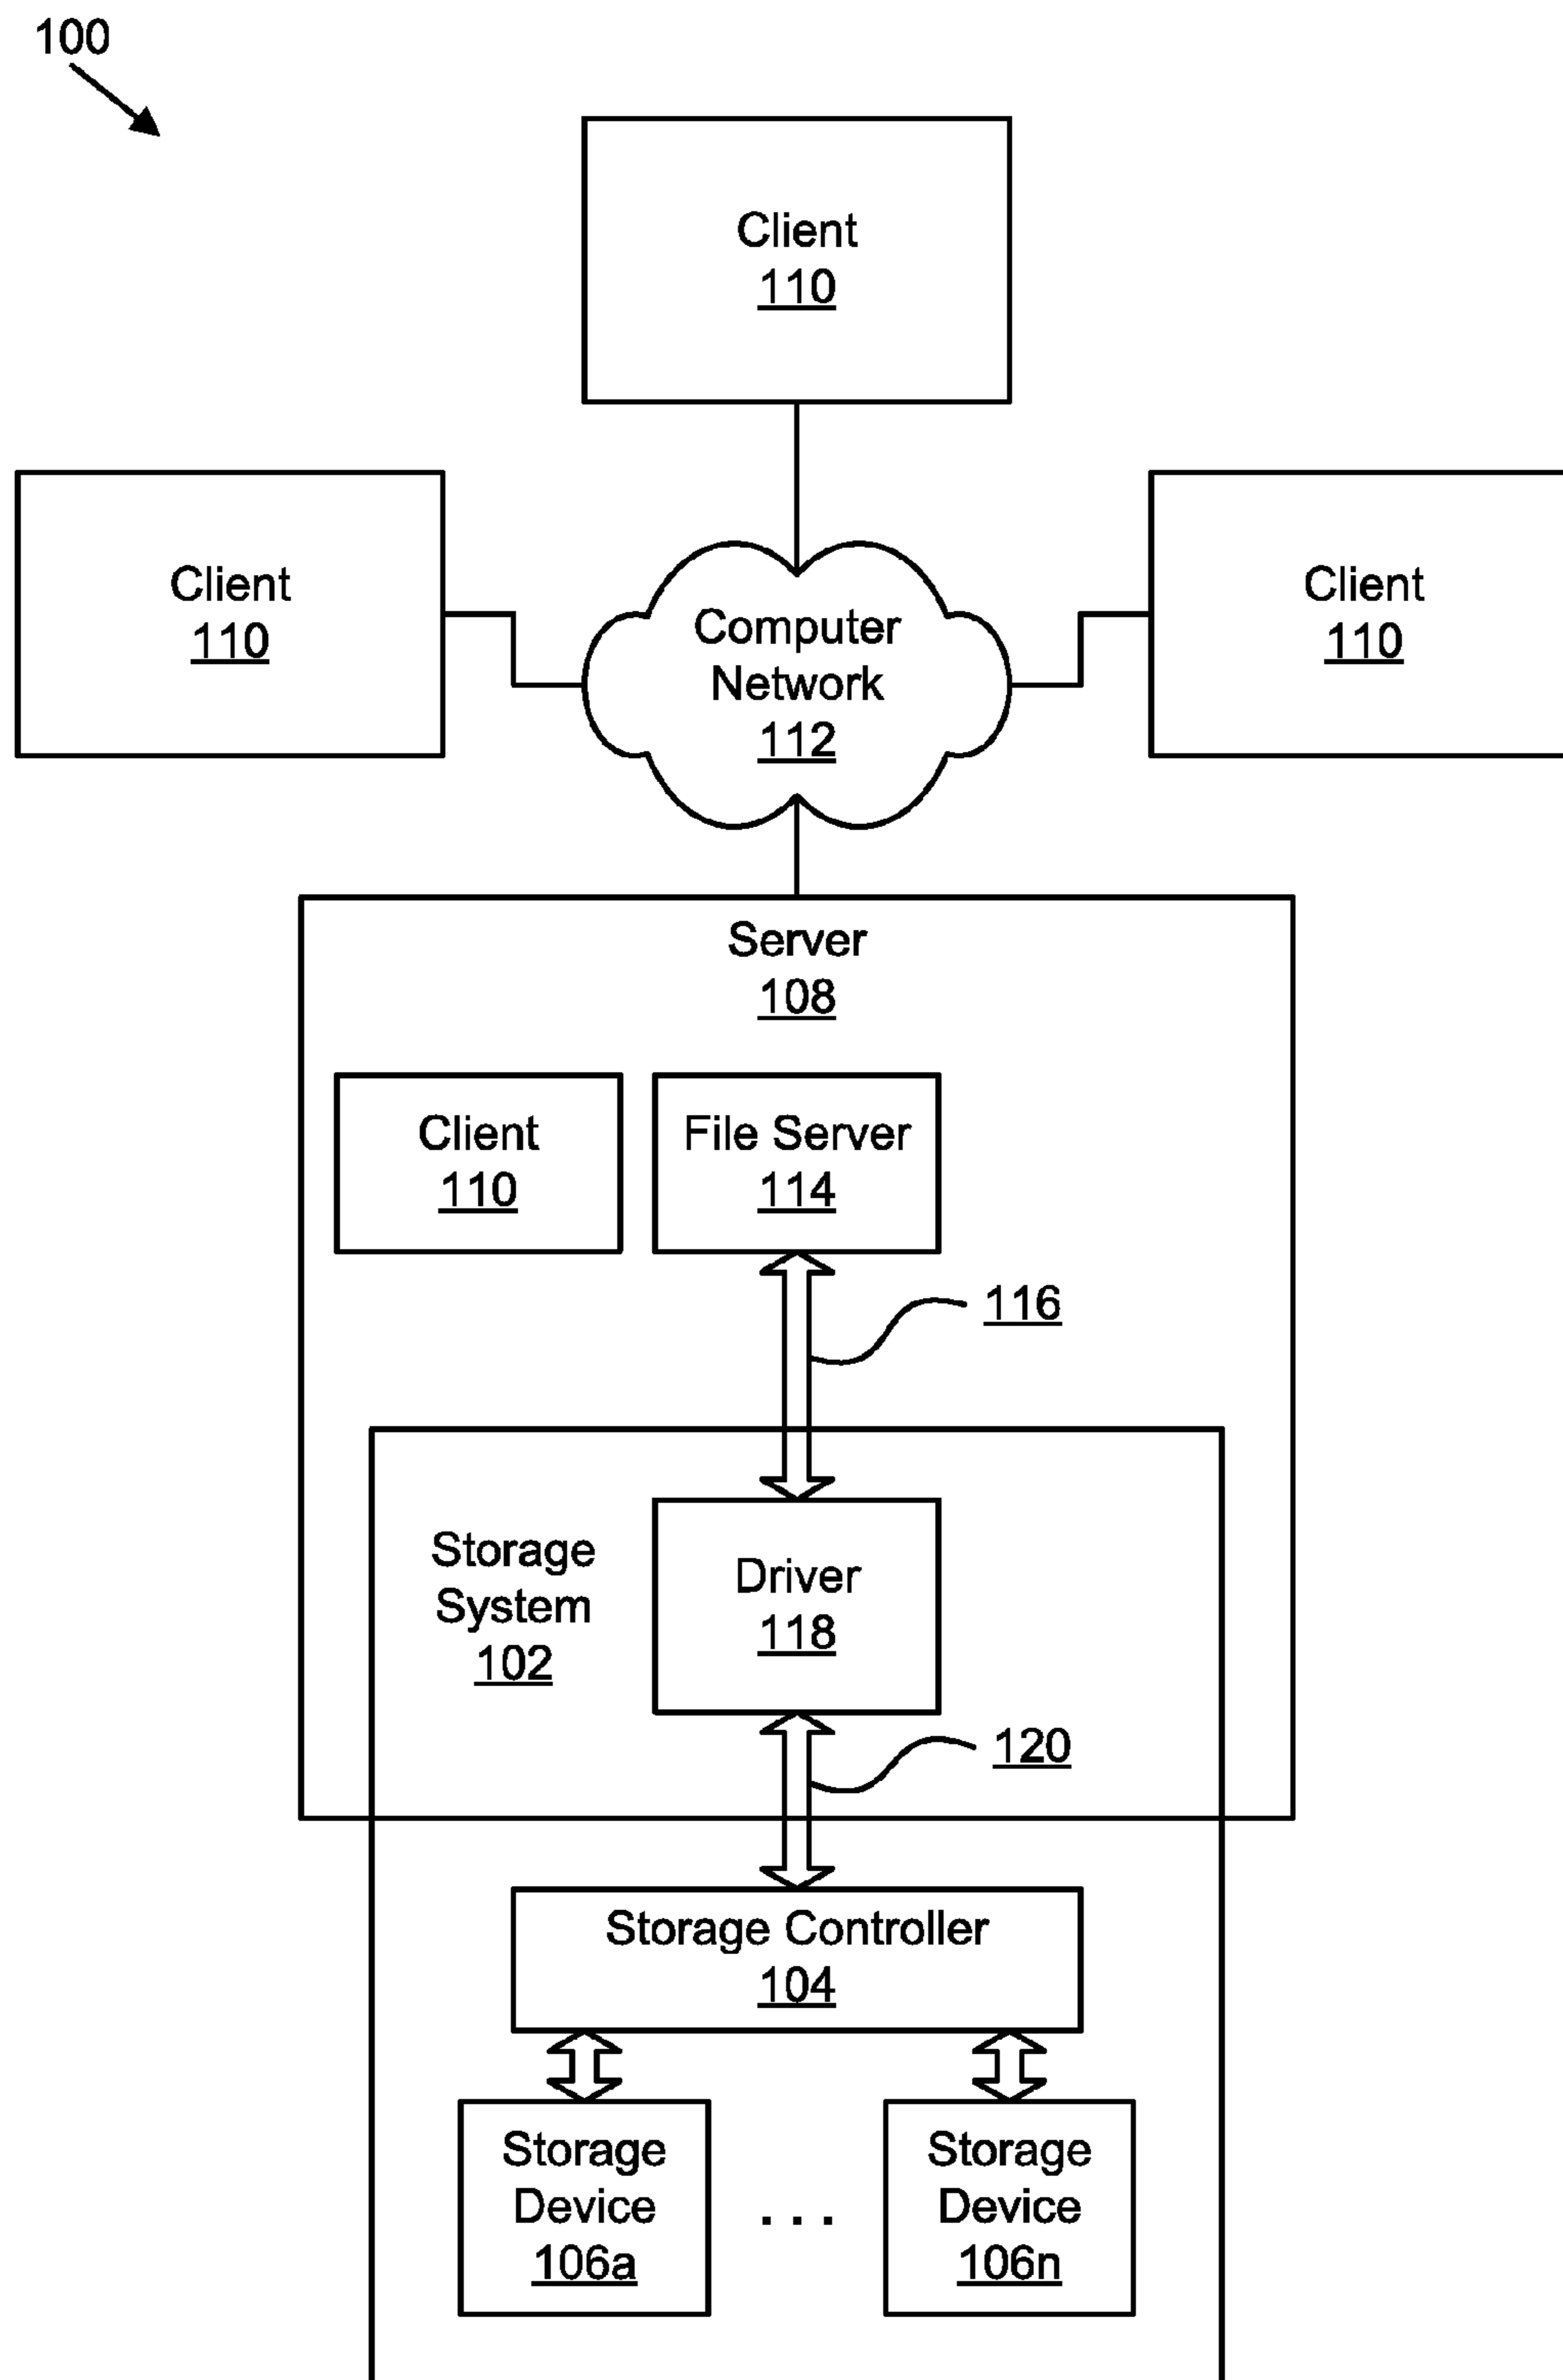 100
Client
110
Client
110
Computer
Network
112
Client
110
Server
108
Client
110
File Server
114
116
Storage
System
102
Driver
118
120
Storage Controller
104
Storage
Device
106a
...
Storage
Device
106n